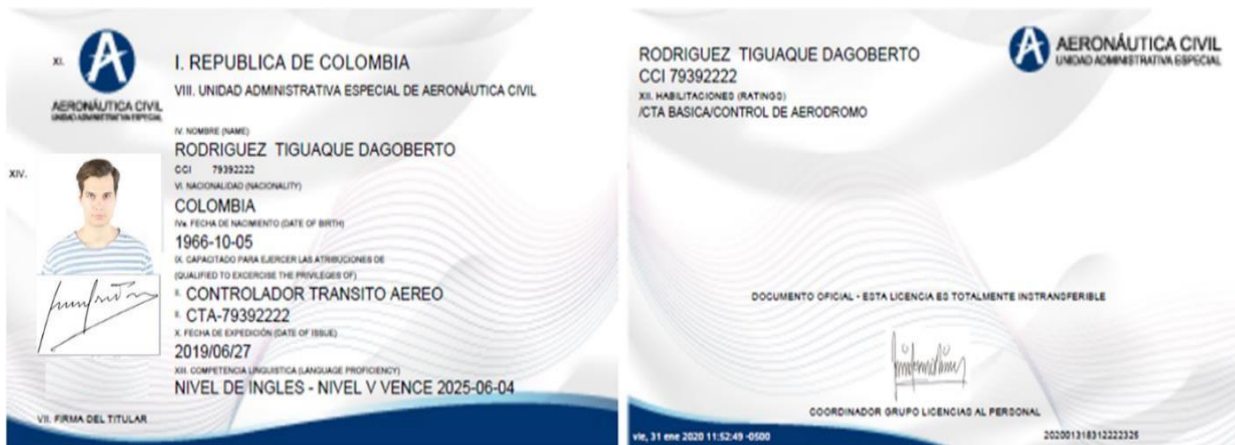 XI.
AERONÁUTICA CIVIL
UNIDAD ADMINISTRATIVA ESPECIAL
I. REPUBLICA DE COLOMBIA
VIII. UNIDAD ADMINISTRATIVA ESPECIAL DE AERONÁUTICA CIVIL
IV. NOMBRE (NAME)
RODRIGUEZ TIGUAQUE DAGOBERTO
CCI 79392222
XIV.
VI. NACIONALIDAD (NACIONALITY)
COLOMBIA
IVa. FECHA DE NACIMIENTO (DATE OF BIRTH)
1966-10-05
IX. CAPACITADO PARA EJERCER LAS ATRIBUCIONES DE
(QUALIFIED TO EXCERCISE THE PRIVILEGES OF)
II. CONTROLADOR TRANSITO AEREO
II. CTA-79392222
X. FECHA DE EXPEDICIÓN (DATE OF ISSUE)
2019/06/27
XIII. COMPETENCIA LINGUISTICA (LANGUAGE PROFICIENCY)
NIVEL DE INGLES - NIVEL V VENCE 2025-06-04
VII. FIRMA DEL TITULAR
RODRIGUEZ TIGUAQUE DAGOBERTO
CCI 79392222
XII. HABILITACIONES (RATINGS)
/CTA BASICA/CONTROL DE AERODROMO
AERONÁUTICA CIVIL
UNIDAD ADMINISTRATIVA ESPECIAL
DOCUMENTO OFICIAL - ESTA LICENCIA ES TOTALMENTE INSTRANSFERIBLE
COORDINADOR GRUPO LICENCIAS AL PERSONAL
vie, 31 ene 2020 11:52:49 -0500
202001318312222325